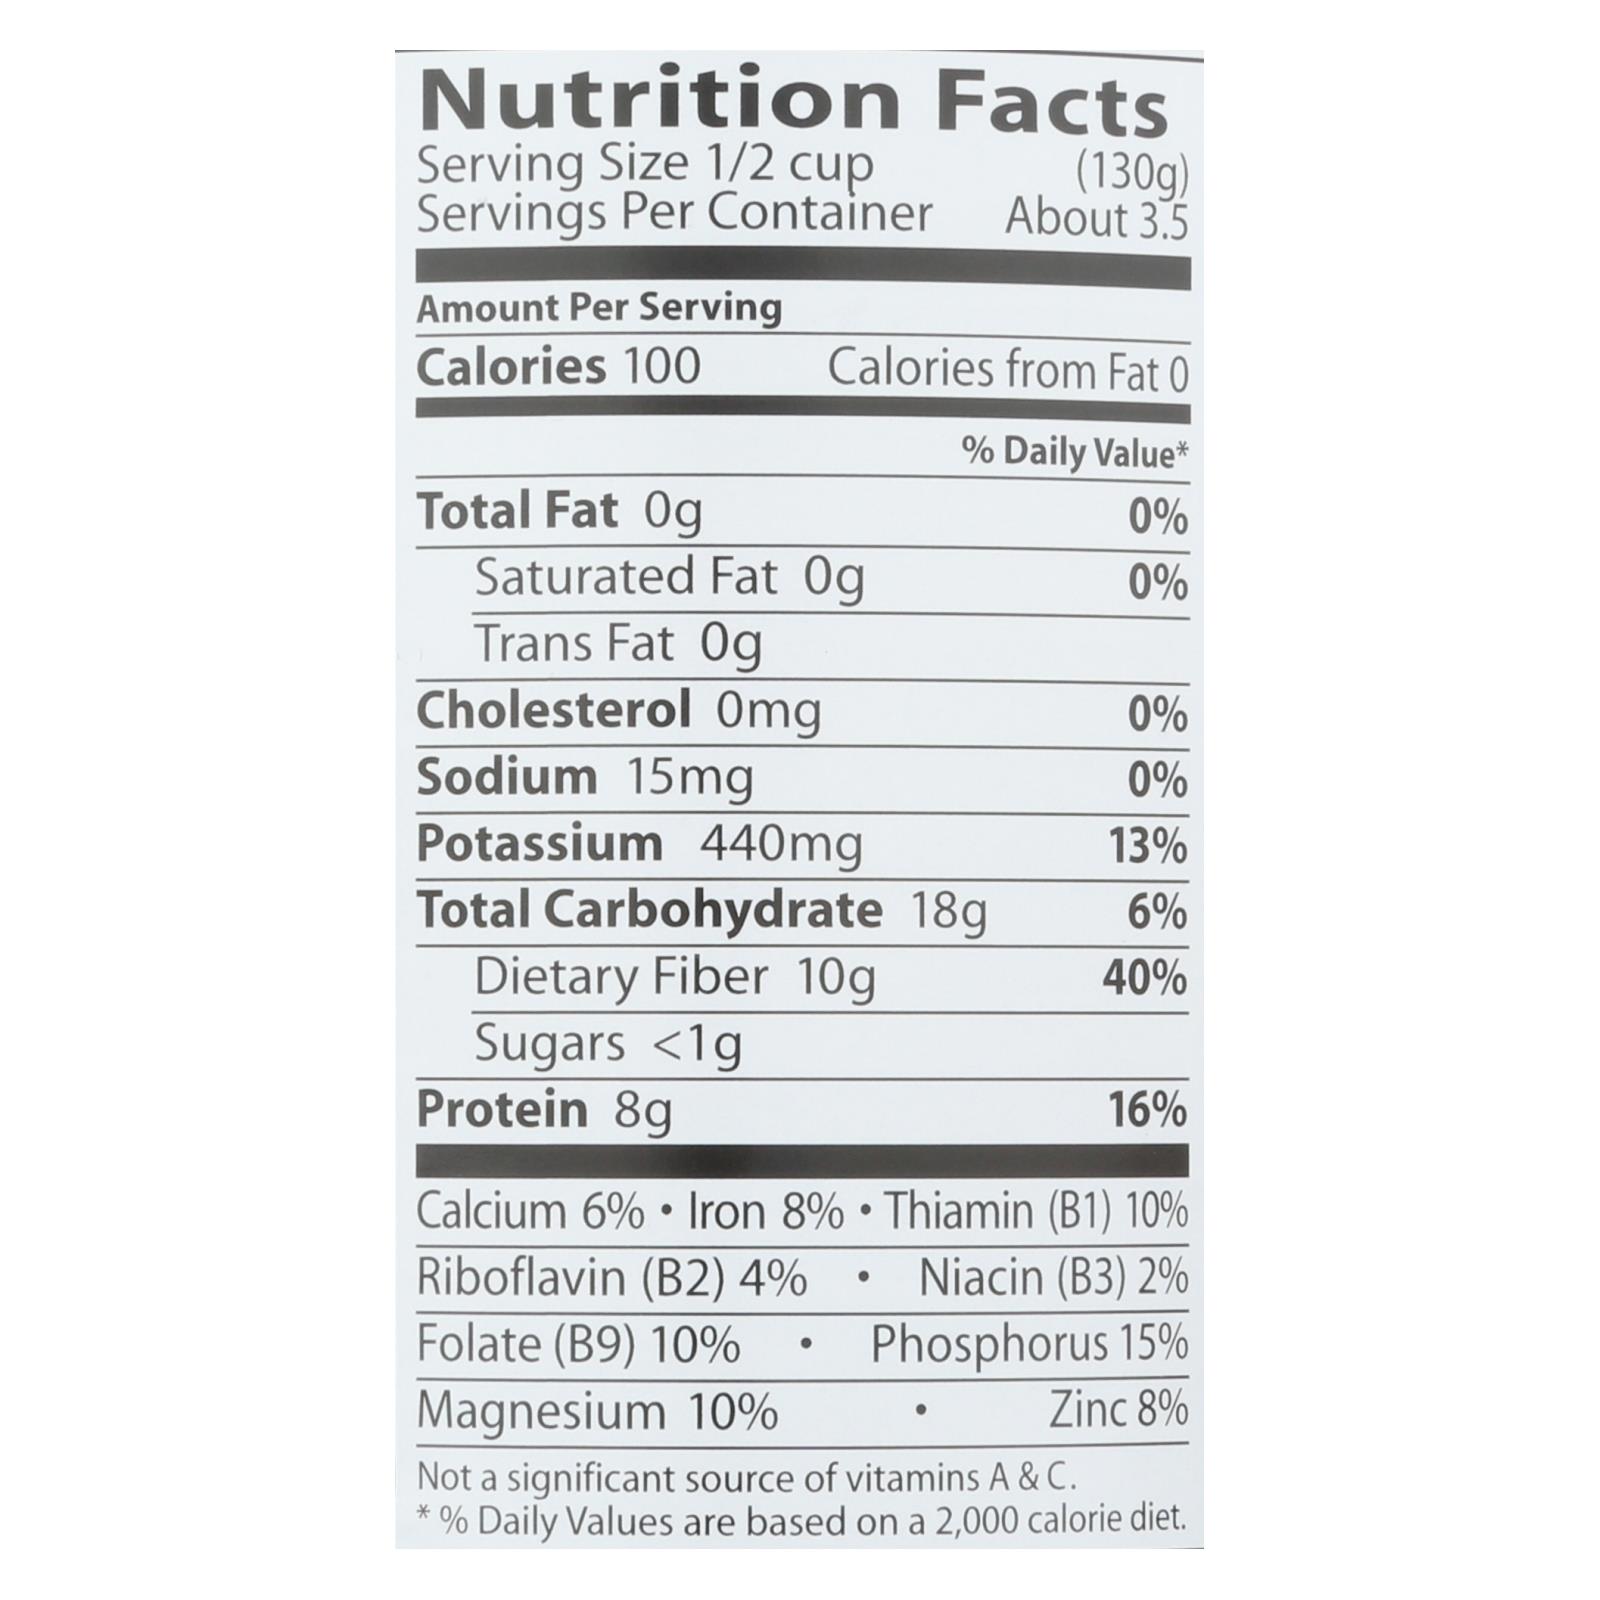 Nutrition Facts
Serving Size 1/2 cup (130g)
Servings Per Container About 3.5
Amount Per Serving
Calories 100 Calories from Fat 0
% Daily Value*
Total Fat 0g 0%
Saturated Fat 0g 0%
Trans Fat 0g
Cholesterol 0mg 0%
Sodium 15mg 0%
Potassium 440mg 13%
Total Carbohydrate 18g 6%
Dietary Fiber 10g 40%
Sugars <1g
Protein 8g 16%
Calcium 6% • Iron 8% • Thiamin (B1) 10%
Riboflavin (B2) 4% • Niacin (B3) 2%
Folate (B9) 10% • Phosphorus 15%
Magnesium 10% • Zinc 8%
Not a significant source of vitamins A & C.
* % Daily Values are based on a 2,000 calorie diet.